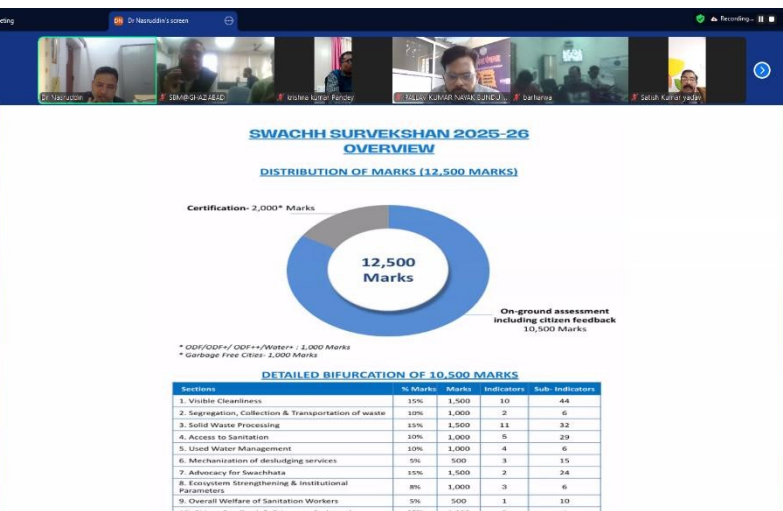 eting
DN Dr Nasruddin's screen
Recording...
Dr Nasruddin
SBM@GHAZIABAD
krishna kumar Pandey
PALLAV KUMAR NAYAK GUNDU...
barharwa
Satish Kumar yadav
SWACHH SURVEKSHAN 2025-26
OVERVIEW
DISTRIBUTION OF MARKS (12,500 MARKS)
Certification- 2,000* Marks
12,500
Marks
On-ground assessment
including citizen feedback
10,500 Marks
* ODF/ODF+/ ODF++/Water+ : 1,000 Marks
* Garbage Free Cities- 1,000 Marks
DETAILED BIFURCATION OF 10,500 MARKS
Sections % Marks Marks Indicators Sub- Indicators
1. Visible Cleanliness 15% 1,500 10 44
2. Segregation, Collection & Transportation of waste 10% 1,000 2 6
3. Solid Waste Processing 15% 1,500 11 32
4. Access to Sanitation 10% 1,000 5 29
5. Used Water Management 10% 1,000 4 6
6. Mechanization of desludging services 5% 500 3 15
7. Advocacy for Swachhata 15% 1,500 2 24
8. Ecosystem Strengthening & Institutional
Parameters 8% 1,000 3 6
9. Overall Welfare of Sanitation Workers 5% 500 1 10